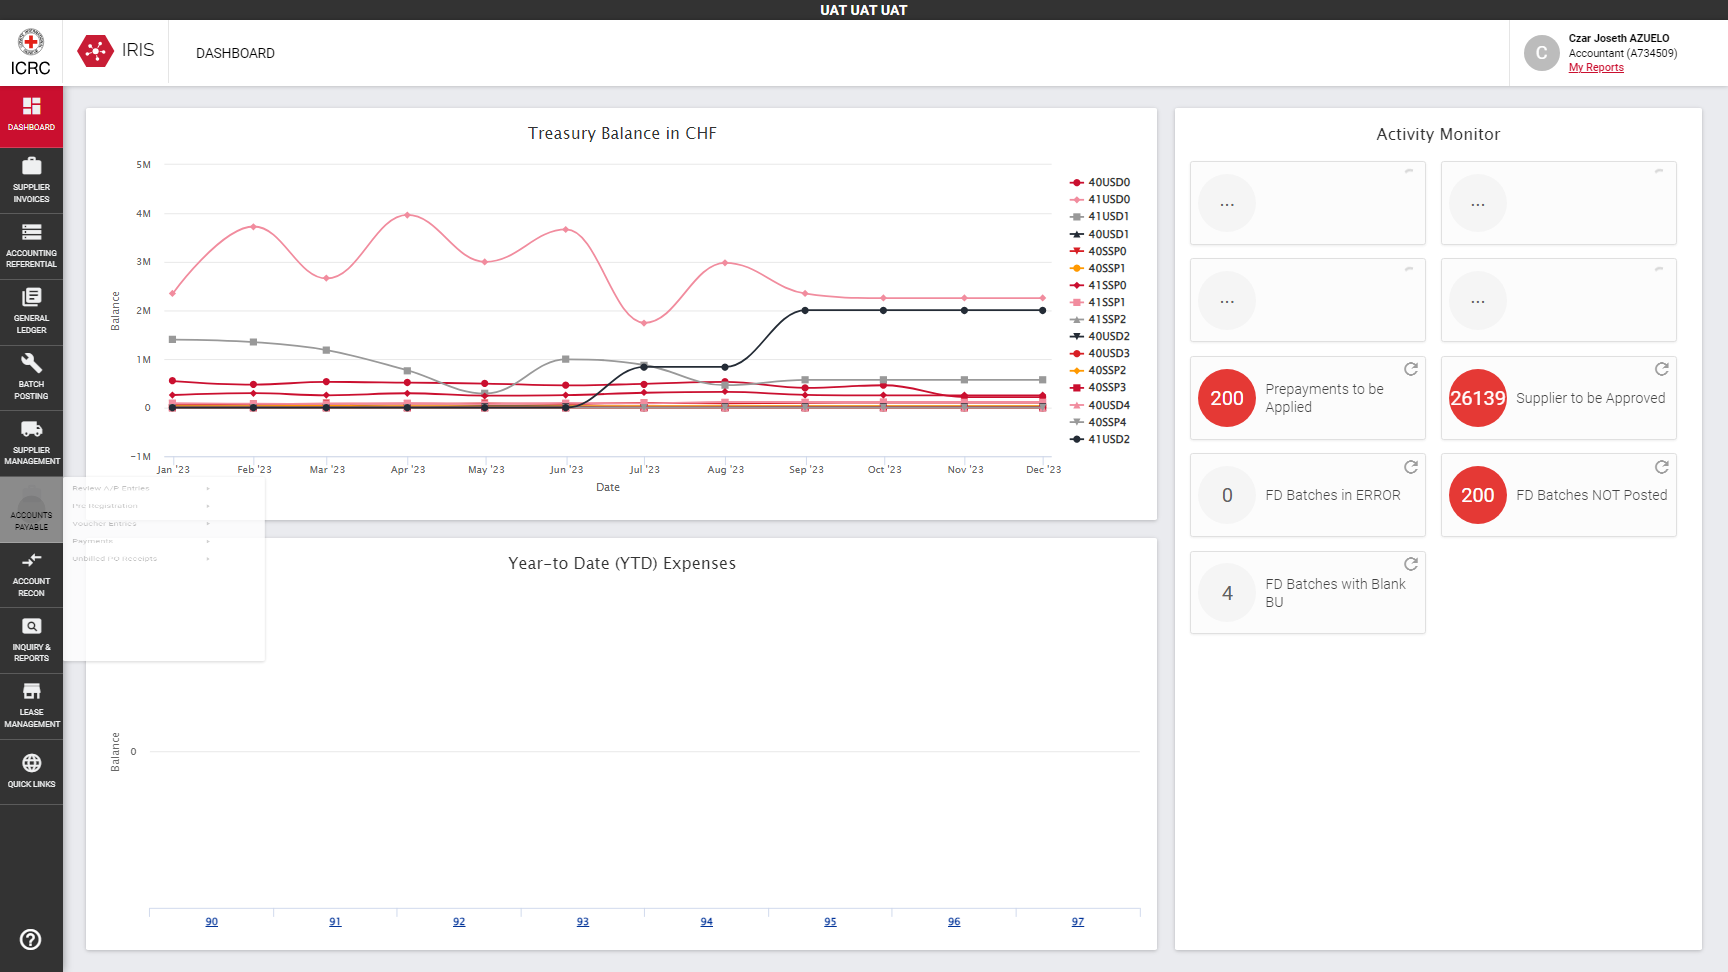 UAT UAT UAT
ICRC
IRIS
DASHBOARD
C
Czar Joseth AZUELO
Accountant (A734509)
My Reports
DASHBOARD
SUPPLIER
INVOICES
ACCOUNTING
REFERENTIAL
GENERAL
LEDGER
BATCH
POSTING
SUPPLIER
MANAGEMENT
ACCOUNTS
PAYABLE
ACCOUNT
RECON
INQUIRY &
REPORTS
LEASE
MANAGEMENT
QUICK LINKS
Review A/P Entries
Pre Registration
Voucher Entries
Payments
Unbilled PO Receipts
Treasury Balance in CHF
5M
4M
3M
2M
1M
0
-1M
Balance
Jan '23
Feb '23
Mar '23
Apr '23
May '23
Jun '23
Jul '23
Aug '23
Sep '23
Oct '23
Nov '23
Dec '23
Date
40USD0
41USD0
41USD1
40USD1
40SSP0
40SSP1
41SSP0
41SSP1
41SSP2
40USD2
40USD3
40SSP2
40SSP3
40USD4
40SSP4
41USD2
Year-to Date (YTD) Expenses
Balance
0
90
91
92
93
94
95
96
97
Activity Monitor
...
...
...
...
200
Prepayments to be
Applied
26139
Supplier to be Approved
0
FD Batches in ERROR
200
FD Batches NOT Posted
4
FD Batches with Blank
BU